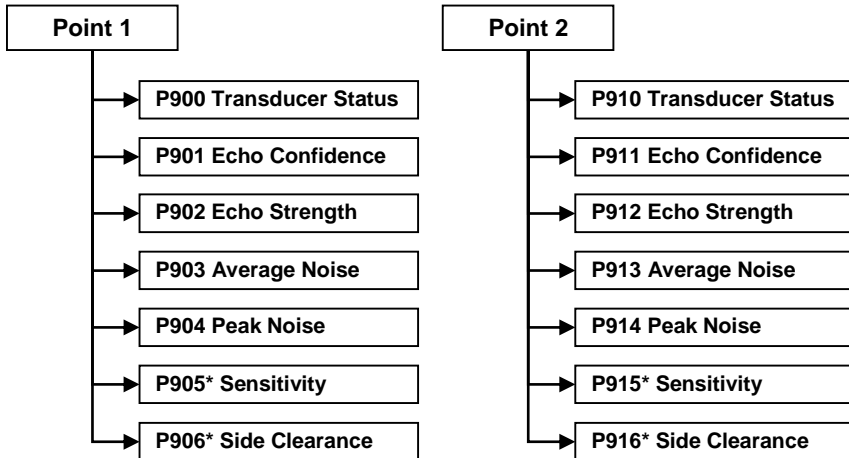 Point 1
P900 Transducer Status
P901 Echo Confidence
P902 Echo Strength
P903 Average Noise
P904 Peak Noise
P905* Sensitivity
P906* Side Clearance
Point 2
P910 Transducer Status
P911 Echo Confidence
P912 Echo Strength
P913 Average Noise
P914 Peak Noise
P915* Sensitivity
P916* Side Clearance